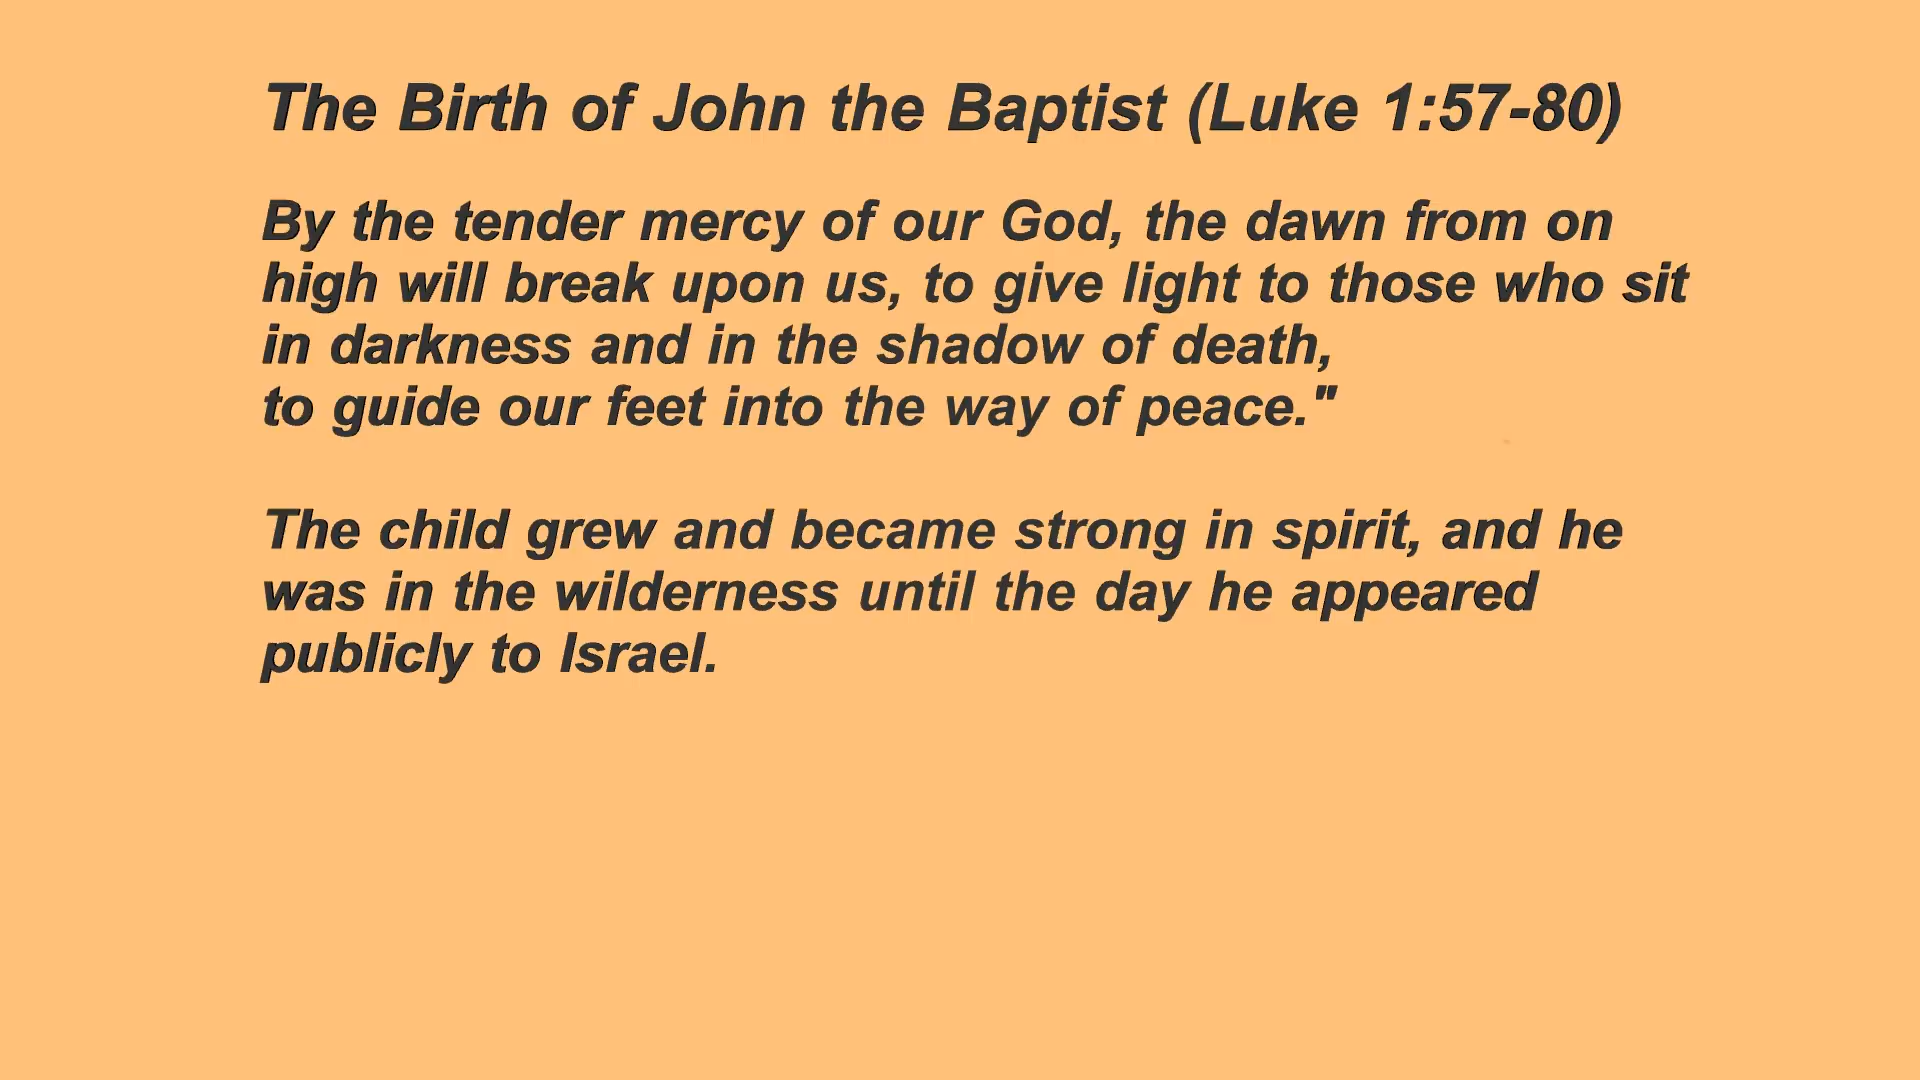 The Birth of John the Baptist (Luke 1:57-80)
By the tender mercy of our God, the dawn from on
high will break upon us, to give light to those who sit
in darkness and in the shadow of death,
to guide our feet into the way of peace."
The child grew and became strong in spirit, and he
was in the wilderness until the day he appeared
publicly to Israel.